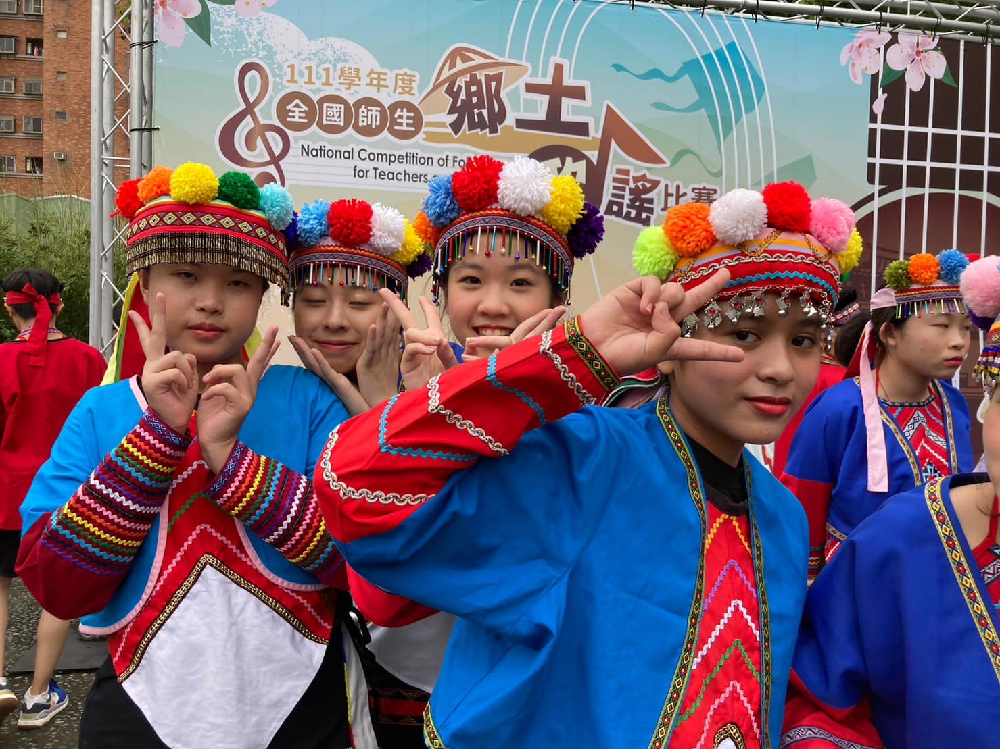 111學年度
全國師生
鄉土
謠比賽
National Competition of
for Teachers